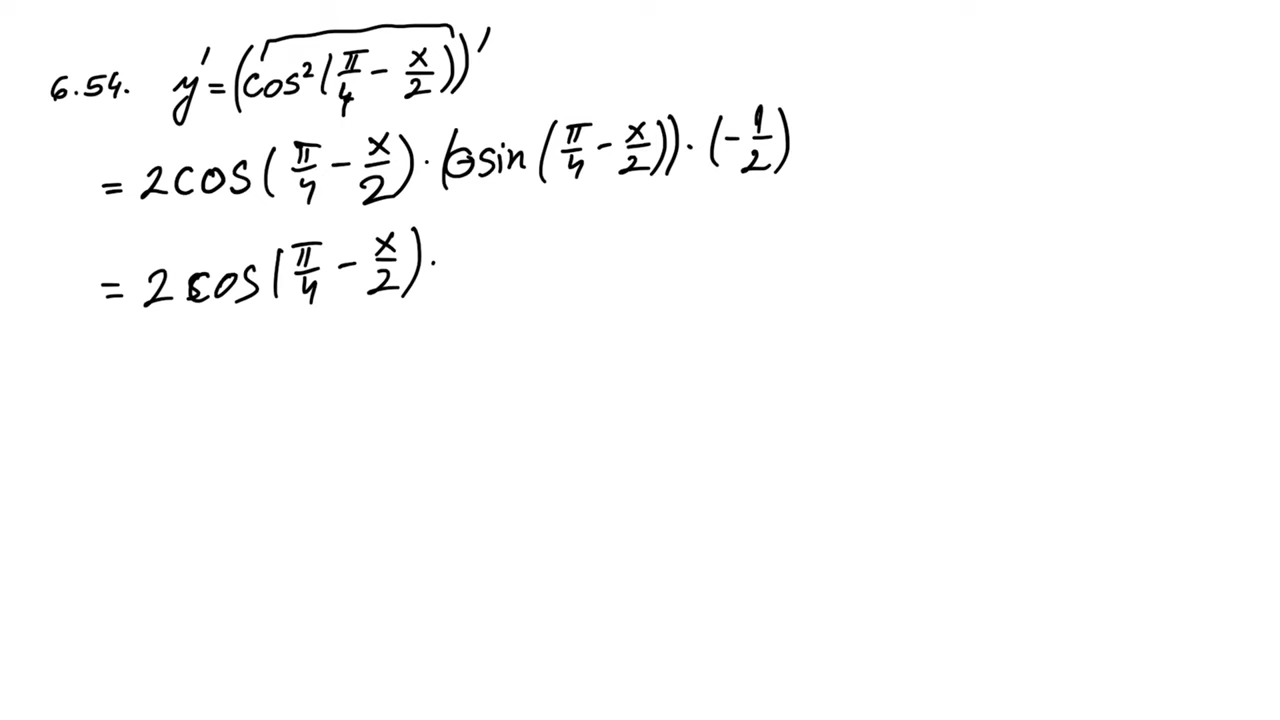 6.54. y' = (cos²(π/4 - x/2))'
= 2cos(π/4 - x/2) · (-sin(π/4 - x/2)) · (-1/2)
= 2cos(π/4 - x/2) ·